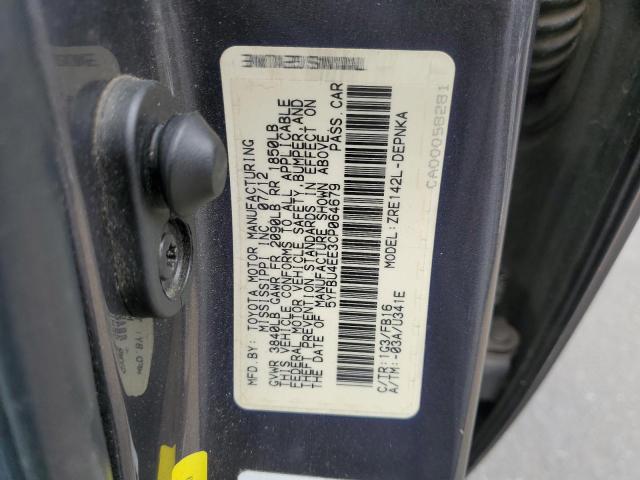 MFD.BY: TOYOTA MOTOR MANUFACTURING
MISSISSIPPI, INC. 07/12
GVWR 3840LB GAWR FR 2090LB RR 1850LB
THIS VEHICLE CONFORMS TO ALL APPLICABLE
FEDERAL MOTOR VEHICLE SAFETY, BUMPER, AND
THEFT PREVENTION STANDARDS IN EFFECT ON
THE DATE OF MANUFACTURE SHOWN ABOVE.
5YFBU4EE3CP064679 PASS. CAR
C/TR: 1G3/FB16 MODEL: ZRE142L-DEPNKA
A/TM: -03A/U341E
CA00058281